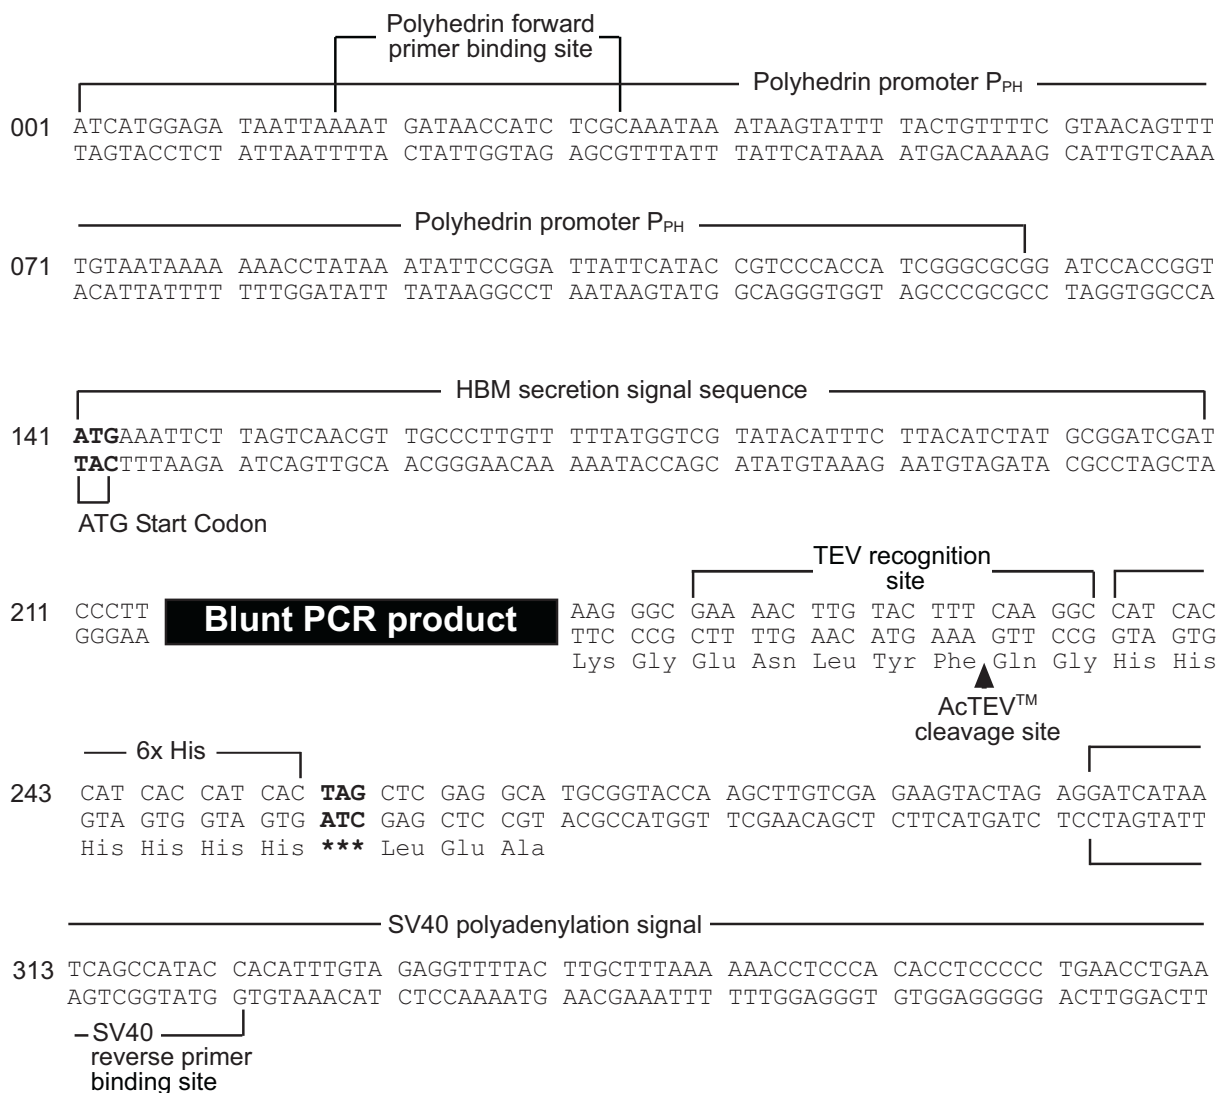 Polyhedrin forward
primer binding site
Polyhedrin promoter PPH
001 ATCATGGAGA TAATTAAAAT GATAACCATC TCGCAAATAA ATAAGTATTT TACTGTTTTC GTAACAGTTT
TAGTACCTCT ATTAATTTTA CTATTGGTAG AGCGTTTATT TATTCATAAA ATGACAAAAG CATTGTCAAA
Polyhedrin promoter PPH
071 TGTAATAAAA AAACCTATAA ATATTCCGGA TTATTCATAC CGTCCCACCA TCGGGCGCGG ATCCACCGGT
ACATTATTTT TTTGGATATT TATAAGGCCT AATAAGTATG GCAGGGTGGT AGCCCGCGCC TAGGTGGCCA
HBM secretion signal sequence
141 ATGAAATTCT TAGTCAACGT TGCCCTTGTT TTTATGGTCG TATACATTTC TTACATCTAT GCGGATCGAT
TACTTTAAGA ATCAGTTGCA ACGGGAACAA AAATACCAGC ATATGTAAAG AATGTAGATA CGCCTAGCTA
ATG Start Codon
TEV recognition
site
211 CCCTT Blunt PCR product AAG GGC GAA AAC TTG TAC TTT CAA GGC CAT CAC
GGGAA TTC CCG CTT TTG AAC ATG AAA GTT CCG GTA GTG
Lys Gly Glu Asn Leu Tyr Phe Gln Gly His His
AcTEV™
cleavage site
6x His
243 CAT CAC CAT CAC TAG CTC GAG GCA TGCGGTACCA AGCTTGTCGA GAAGTACTAG AGGATCATAA
GTA GTG GTA GTG ATC GAG CTC CGT ACGCCATGGT TCGAACAGCT CTTCATGATC TCCTAGTATT
His His His His *** Leu Glu Ala
SV40 polyadenylation signal
313 TCAGCCATAC CACATTTGTA GAGGTTTTAC TTGCTTTAAA AAACCTCCCA CACCTCCCCC TGAACCTGAA
AGTCGGTATG GTGTAAACAT CTCCAAAATG AACGAAATTT TTTGGAGGGT GTGGAGGGGG ACTTGGACTT
SV40
reverse primer
binding site